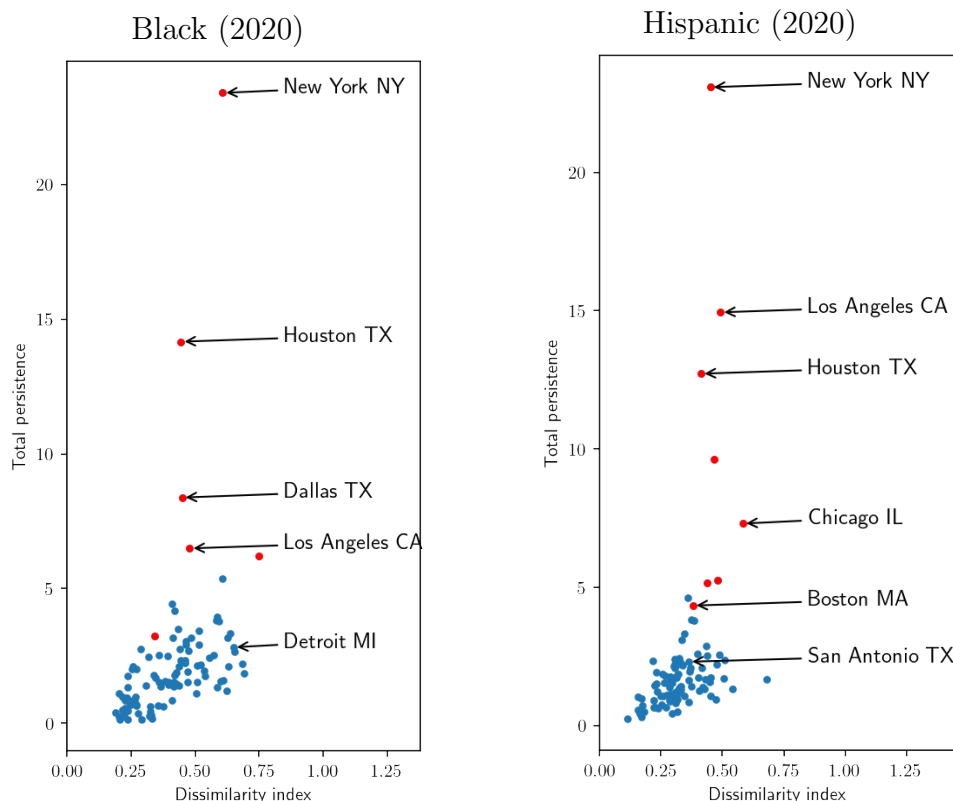 Black (2020)
New York NY
Houston TX
Dallas TX
Los Angeles CA
Detroit MI
20
15
10
5
0
Total persistence
0.00 0.25 0.50 0.75 1.00 1.25
Dissimilarity index
Hispanic (2020)
New York NY
Los Angeles CA
Houston TX
Chicago IL
Boston MA
San Antonio TX
20
15
10
5
0
Total persistence
0.00 0.25 0.50 0.75 1.00 1.25
Dissimilarity index